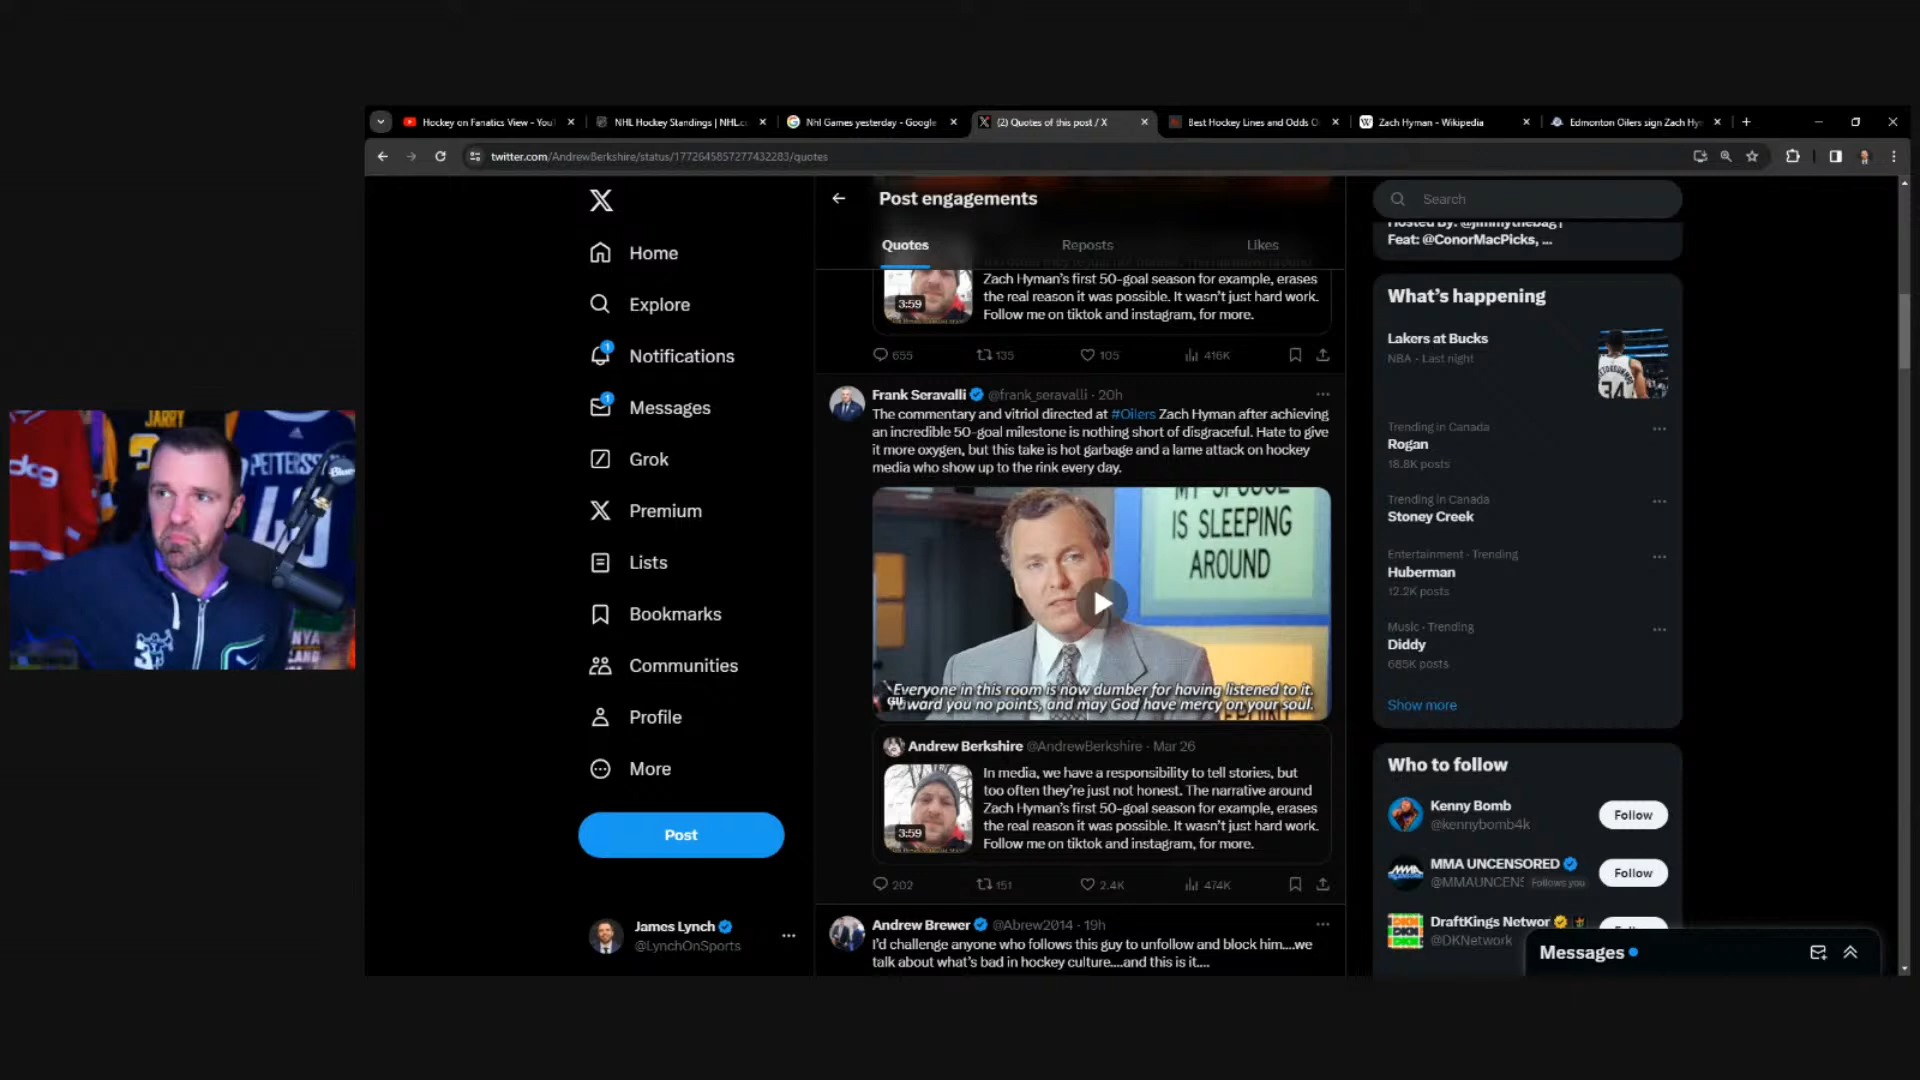 Hockey on Fanatics View - You
NHL Hockey Standings | NHL.c
Nhl Games yesterday - Google
(2) Quotes of this post / X
Best Hockey Lines and Odds O
Zach Hyman - Wikipedia
Edmonton Oilers sign Zach Hy
twitter.com/AndrewBerkshire/status/1772645857277432283/quotes
Home
Explore
1
Notifications
1
Messages
Grok
Premium
Lists
Bookmarks
Communities
Profile
More
Post
James Lynch
@LynchOnSports
Post engagements
Quotes
Reposts
Likes
Zach Hyman's first 50-goal season for example, erases
the real reason it was possible. It wasn't just hard work.
Follow me on tiktok and instagram, for more.
3:59
655
135
105
416K
Frank Seravalli @frank_seravalli · 20h
The commentary and vitriol directed at #Oilers Zach Hyman after achieving
an incredible 50-goal milestone is nothing short of disgraceful. Hate to give
it more oxygen, but this take is hot garbage and a lame attack on hockey
media who show up to the rink every day.
MY SPOUSE
IS SLEEPING
AROUND
Everyone in this room is now dumber for having listened to it.
award you no points, and may God have mercy on your soul.
Andrew Berkshire @AndrewBerkshire · Mar 26
In media, we have a responsibility to tell stories, but
too often they're just not honest. The narrative around
Zach Hyman's first 50-goal season for example, erases
the real reason it was possible. It wasn't just hard work.
Follow me on tiktok and instagram, for more.
3:59
202
151
2.4K
474K
Andrew Brewer @Abrew2014 · 19h
I'd challenge anyone who follows this guy to unfollow and block him....we
talk about what's bad in hockey culture....and this is it....
Search
Hosted By: @jimmythebag |
Feat: @ConorMacPicks, ...
What's happening
Lakers at Bucks
NBA · Last night
34
Trending in Canada
Rogan
18.8K posts
Trending in Canada
Stoney Creek
Entertainment · Trending
Huberman
12.2K posts
Music · Trending
Diddy
665K posts
Show more
Who to follow
Kenny Bomb
@kennybomb4k
Follow
MMA UNCENSORED
@MMAUNCENS Follows you
Follow
DraftKings Networ
@DKNetwork
Messages
JARRY
PETTERSS
40